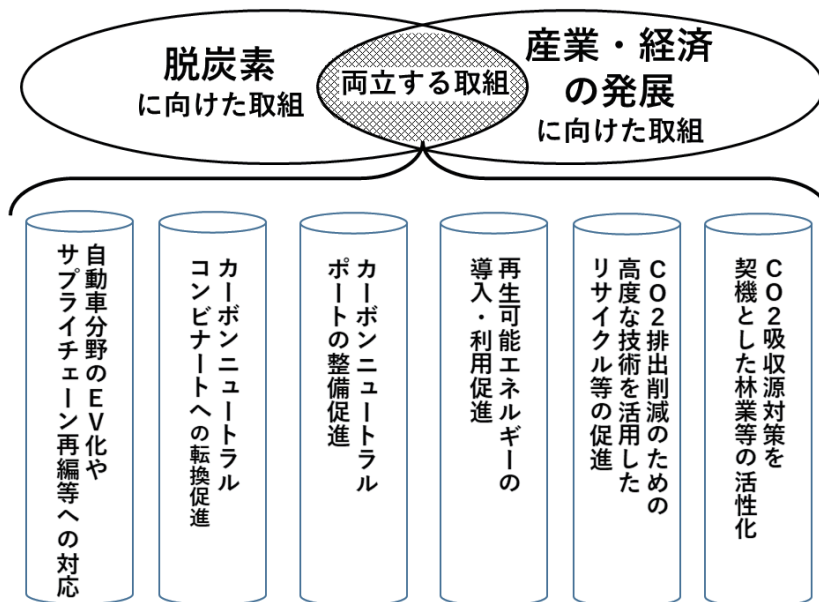 脱炭素
に向けた取組
両立する取組
産業・経済
の発展
に向けた取組
自動車分野のEV化や
サプライチェーン再編等への対応
カーボンニュートラル
コンビナートへの転換促進
カーボンニュートラル
ポートの整備促進
再生可能エネルギーの
導入・利用促進
CO2排出削減のための
高度な技術を活用した
リサイクル等の促進
CO2吸収源対策を
契機とした林業等の活性化